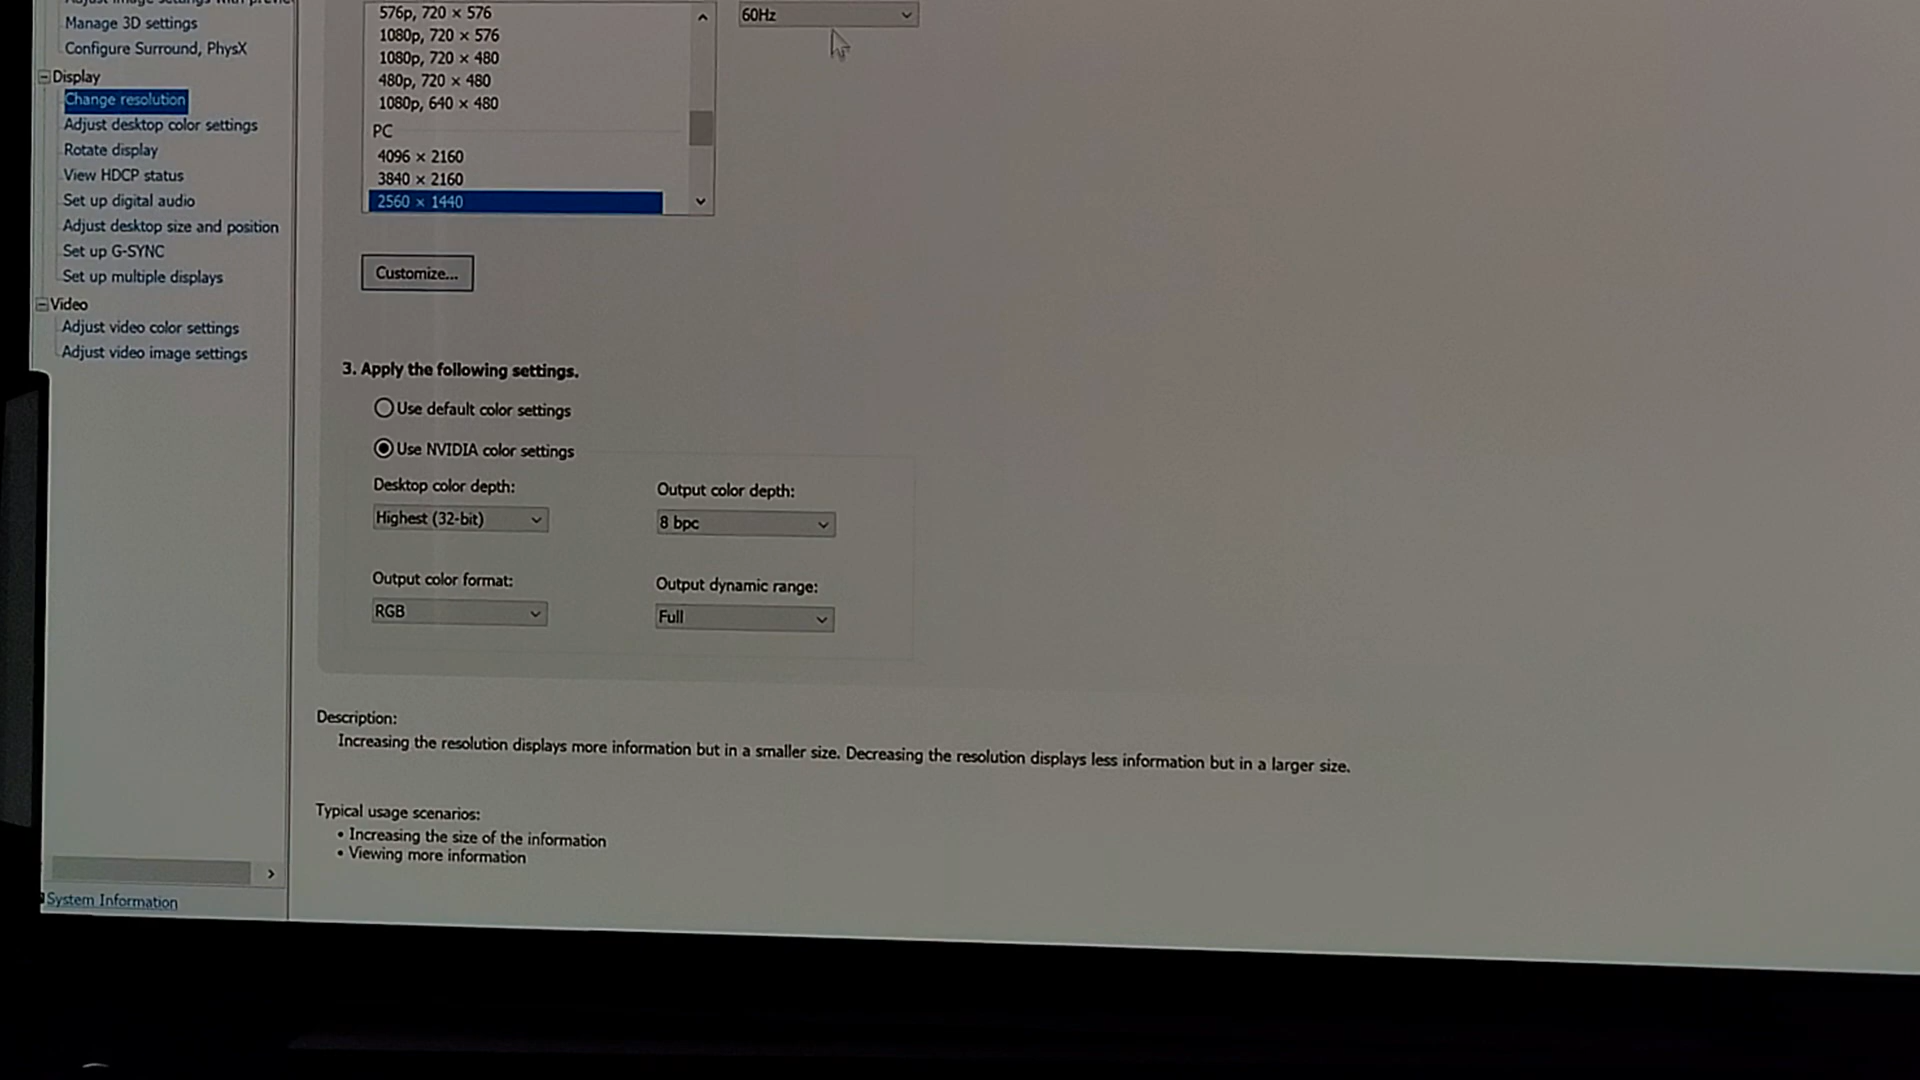 Manage 3D settings
Configure Surround, PhysX
Display
Change resolution
Adjust desktop color settings
Rotate display
View HDCP status
Set up digital audio
Adjust desktop size and position
Set up G-SYNC
Set up multiple displays
Video
Adjust video color settings
Adjust video image settings
System Information
576p, 720 × 576
1080p, 720 × 576
1080p, 720 × 480
480p, 720 × 480
1080p, 640 × 480
PC
4096 × 2160
3840 × 2160
2560 × 1440
60Hz
Customize...
3. Apply the following settings.
Use default color settings
Use NVIDIA color settings
Desktop color depth:
Highest (32-bit)
Output color depth:
8 bpc
Output color format:
RGB
Output dynamic range:
Full
Description:
Increasing the resolution displays more information but in a smaller size. Decreasing the resolution displays less information but in a larger size.
Typical usage scenarios:
• Increasing the size of the information
• Viewing more information